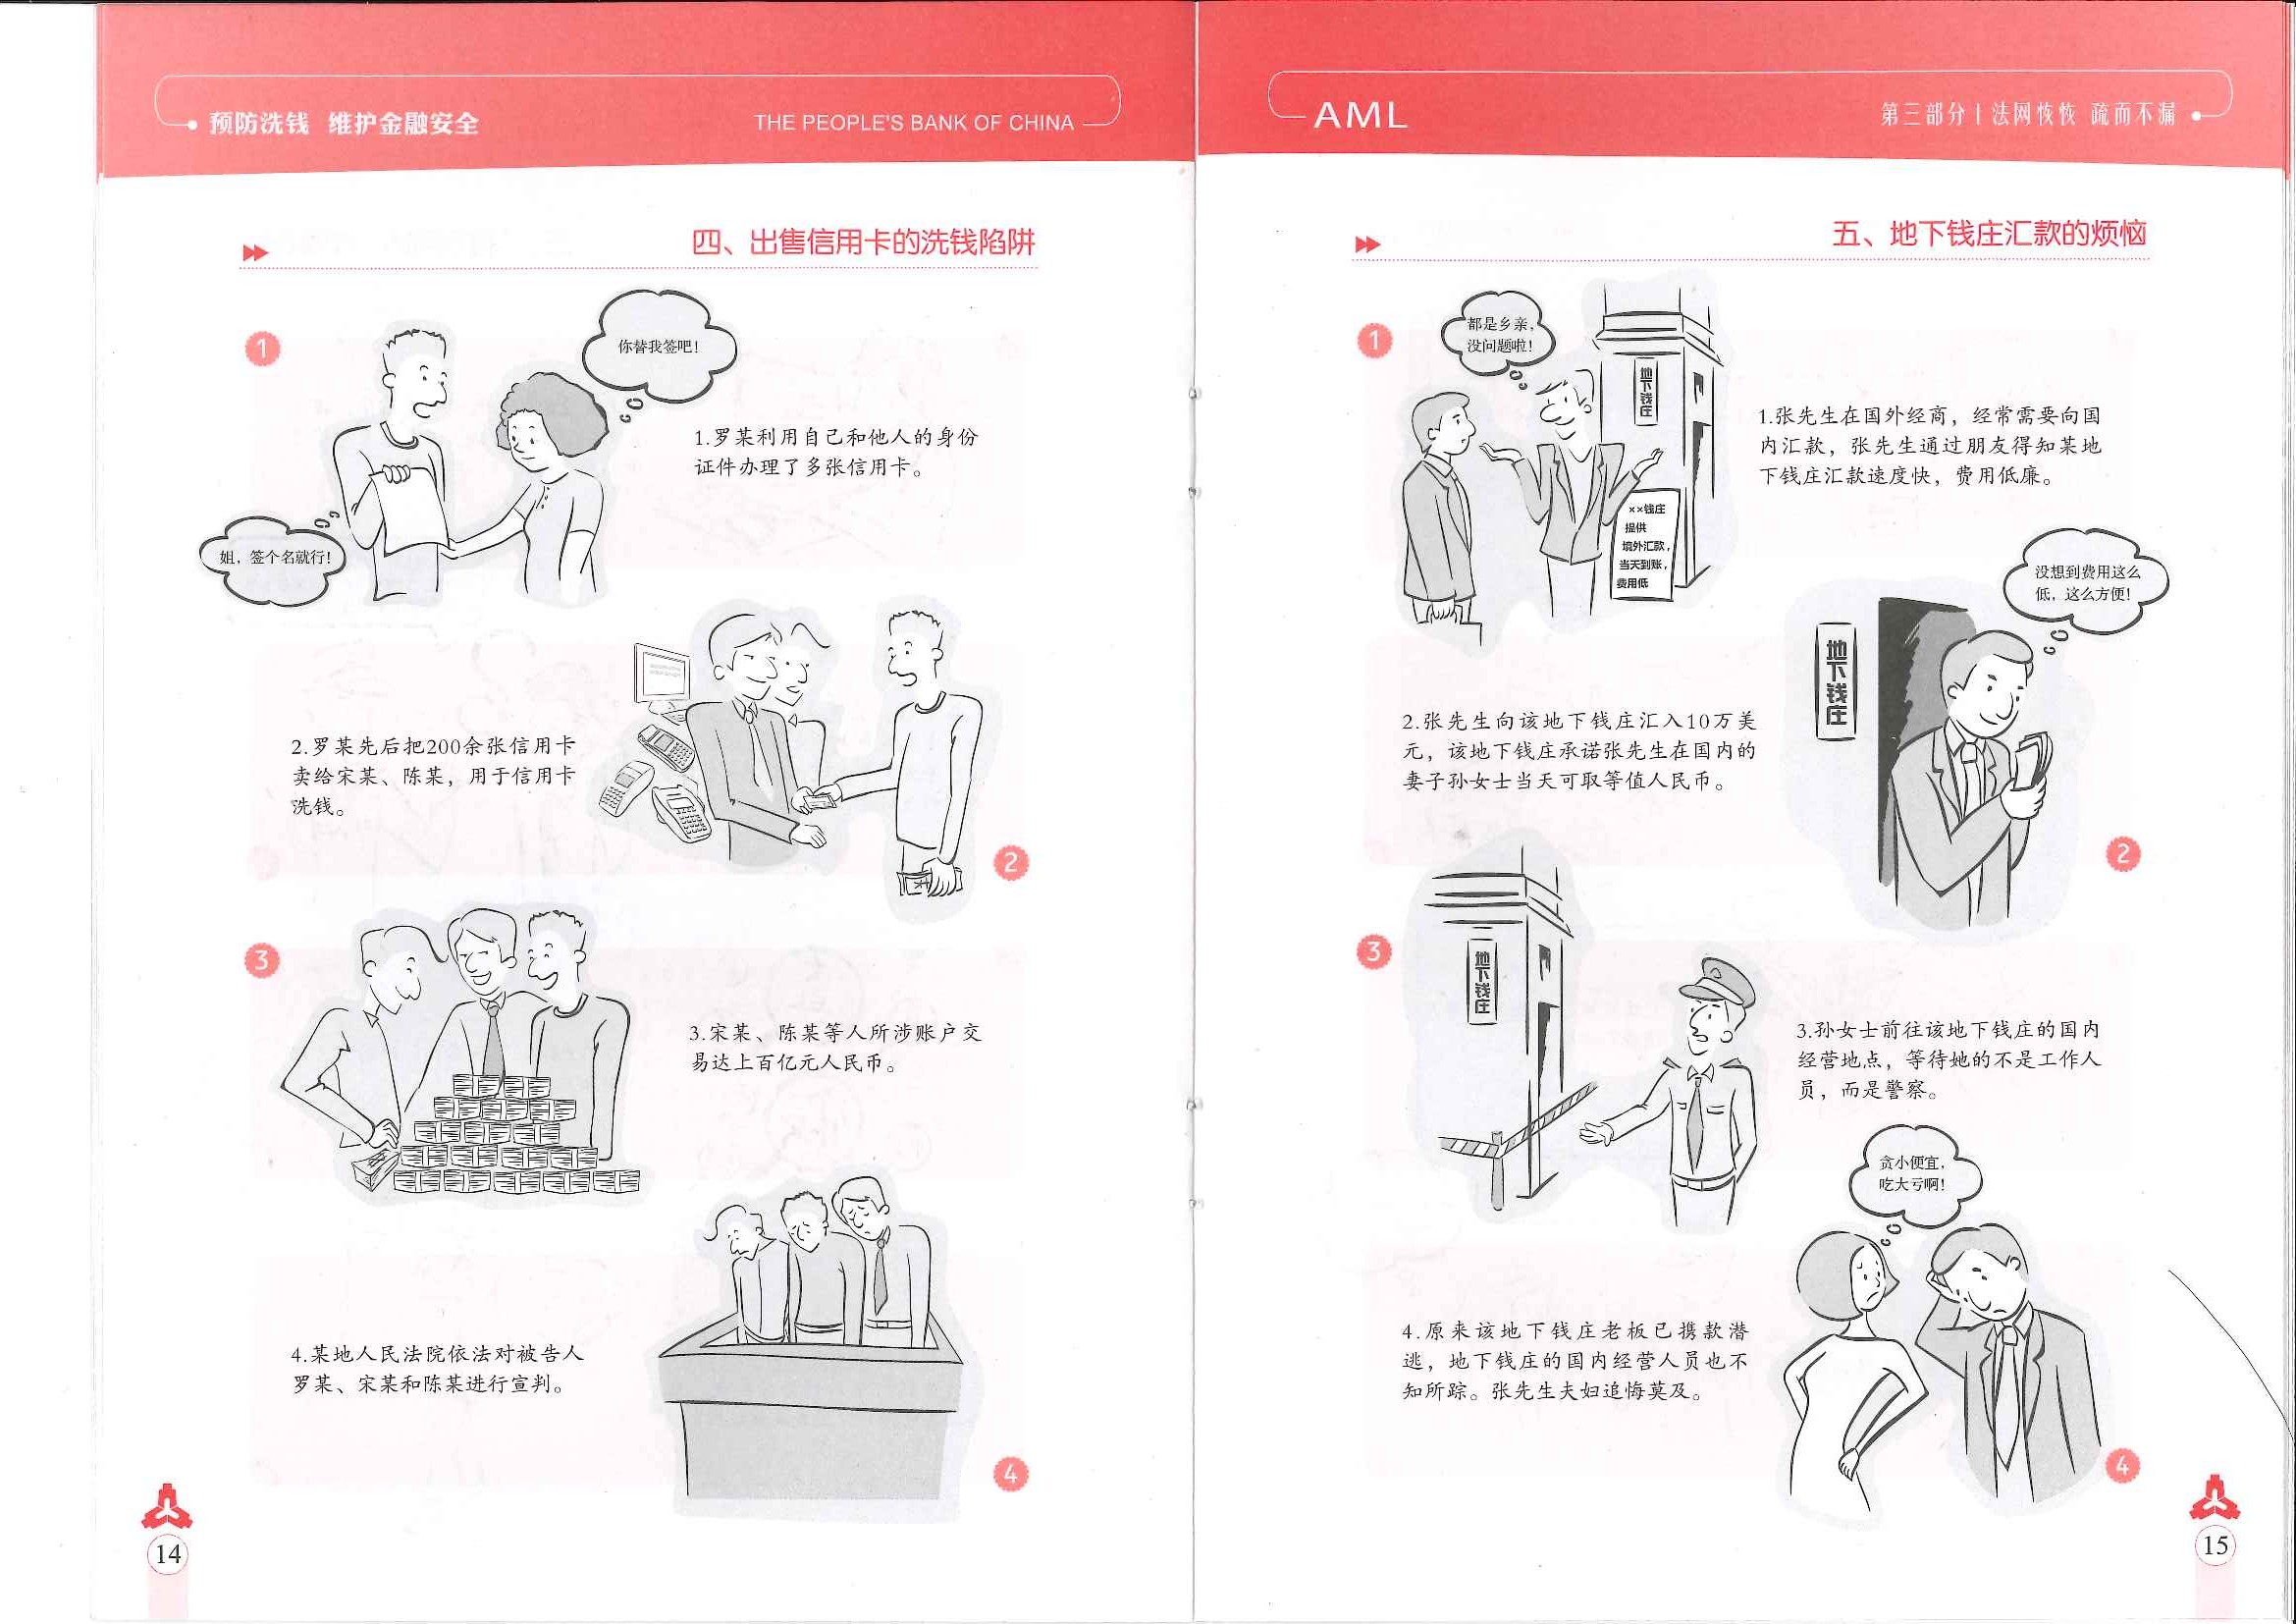 预防洗钱 维护金融安全
THE PEOPLE'S BANK OF CHINA
四、出售信用卡的洗钱陷阱
1
你替我签吧!
1.罗某利用自己和他人的身份
证件办理了多张信用卡。
姐，签个名就行!
2.罗某先后把200余张信用卡
卖给宋某、陈某，用于信用卡
洗钱。
2
3
3.宋某、陈某等人所涉账户交
易达上百亿元人民币。
4.某地人民法院依法对被告人
罗某、宋某和陈某进行宣判。
4
14
AML
第三部分 | 法网恢恢 疏而不漏
五、地下钱庄汇款的烦恼
1
都是乡亲，
没问题啦!
地下钱庄
××钱庄
提供
境外汇款，
当天到账，
费用低
1.张先生在国外经商，经常需要向国
内汇款，张先生通过朋友得知某地
下钱庄汇款速度快，费用低廉。
没想到费用这么
低，这么方便!
地下钱庄
2.张先生向该地下钱庄汇入10万美
元，该地下钱庄承诺张先生在国内的
妻子孙女士当天可取等值人民币。
2
3
地下钱庄
3.孙女士前往该地下钱庄的国内
经营地点，等待她的不是工作人
员，而是警察。
贪小便宜，
吃大亏啊!
4.原来该地下钱庄老板已携款潜
逃，地下钱庄的国内经营人员也不
知所踪。张先生夫妇追悔莫及。
4
15